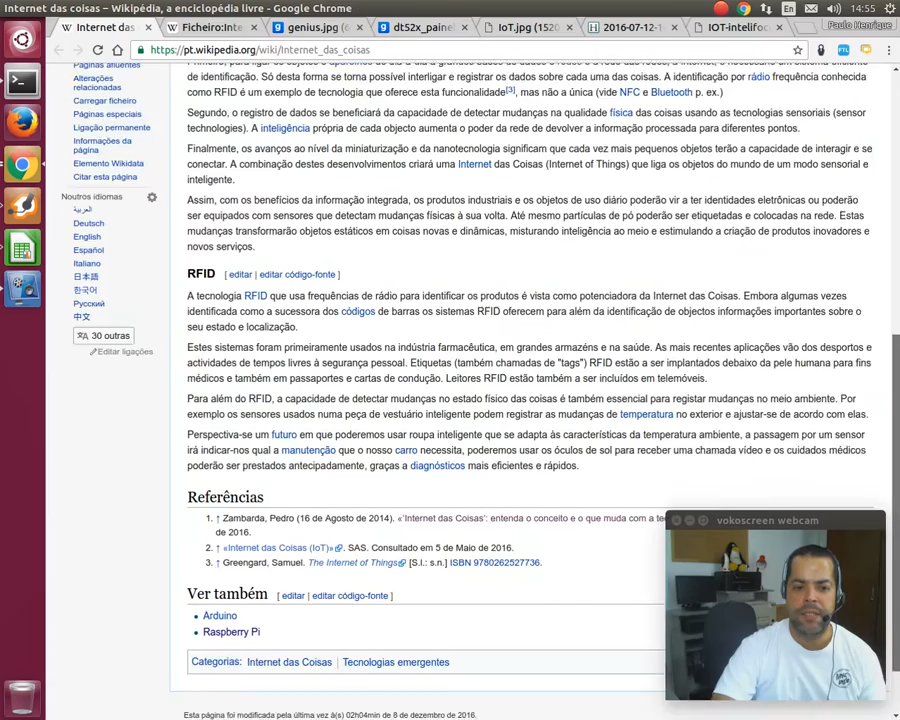 Internet das coisas – Wikipédia, a enciclopédia livre - Google Chrome
En
14:55
W Internet das
Ficheiro:Inte
genius.jpg (
dt52x_paine
IoT.jpg (152
2016-07-12-
IOT-intelifoc
Paulo Henrique
https://pt.wikipedia.org/wiki/Internet_das_coisas
FTL
Páginas afluentes
Alterações
relacionadas
Carregar ficheiro
Páginas especiais
Ligação permanente
Informações da
página
Elemento Wikidata
Citar esta página
Noutros idiomas
العربية
Deutsch
English
Español
Italiano
日本語
한국어
Русский
中文
30 outras
Editar ligações
de identificação. Só desta forma se torna possível interligar e registrar os dados sobre cada uma das coisas. A identificação por rádio frequência conhecida
como RFID é um exemplo de tecnologia que oferece esta funcionalidade[3], mas não a única (vide NFC e Bluetooth p. ex.)
Segundo, o registro de dados se beneficiará da capacidade de detectar mudanças na qualidade física das coisas usando as tecnologias sensoriais (sensor
technologies). A inteligência própria de cada objecto aumenta o poder da rede de devolver a informação processada para diferentes pontos.
Finalmente, os avanços ao nível da miniaturização e da nanotecnologia significam que cada vez mais pequenos objetos terão a capacidade de interagir e se
conectar. A combinação destes desenvolvimentos criará uma Internet das Coisas (Internet of Things) que liga os objetos do mundo de um modo sensorial e
inteligente.
Assim, com os benefícios da informação integrada, os produtos industriais e os objetos de uso diário poderão vir a ter identidades eletrônicas ou poderão
ser equipados com sensores que detectam mudanças físicas à sua volta. Até mesmo partículas de pó poderão ser etiquetadas e colocadas na rede. Estas
mudanças transformarão objetos estáticos em coisas novas e dinâmicas, misturando inteligência ao meio e estimulando a criação de produtos inovadores e
novos serviços.
RFID [ editar | editar código-fonte ]
A tecnologia RFID que usa frequências de rádio para identificar os produtos é vista como potenciadora da Internet das Coisas. Embora algumas vezes
identificada como a sucessora dos códigos de barras os sistemas RFID oferecem para além da identificação de objectos informações importantes sobre o
seu estado e localização.
Estes sistemas foram primeiramente usados na indústria farmacêutica, em grandes armazéns e na saúde. As mais recentes aplicações vão dos desportos e
actividades de tempos livres à segurança pessoal. Etiquetas (também chamadas de "tags") RFID estão a ser implantados debaixo da pele humana para fins
médicos e também em passaportes e cartas de condução. Leitores RFID estão também a ser incluídos em telemóveis.
Para além do RFID, a capacidade de detectar mudanças no estado físico das coisas é também essencial para registrar mudanças no meio ambiente. Por
exemplo os sensores usados numa peça de vestuário inteligente podem registrar as mudanças de temperatura no exterior e ajustar-se de acordo com elas.
Perspectiva-se um futuro em que poderemos usar roupa inteligente que se adapta às características da temperatura ambiente, a passagem por um sensor
irá indicar-nos qual a manutenção que o nosso carro necessita, poderemos usar os óculos de sol para receber uma chamada vídeo e os cuidados médicos
poderão ser prestados antecipadamente, graças a diagnósticos mais eficientes e rápidos.
Referências
1. ↑ Zambarda, Pedro (16 de Agosto de 2014). «'Internet das Coisas': entenda o conceito e o que muda com a te
de 2016.
2. ↑ «Internet das Coisas (IoT)». SAS. Consultado em 5 de Maio de 2016.
3. ↑ Greengard, Samuel. The Internet of Things [S.l.: s.n.] ISBN 9780262527736.
vokoscreen webcam
Ver também [ editar | editar código-fonte ]
• Arduino
• Raspberry Pi
Categorias: Internet das Coisas | Tecnologias emergentes
Esta página foi modificada pela última vez à(s) 02h04min de 8 de dezembro de 2016.